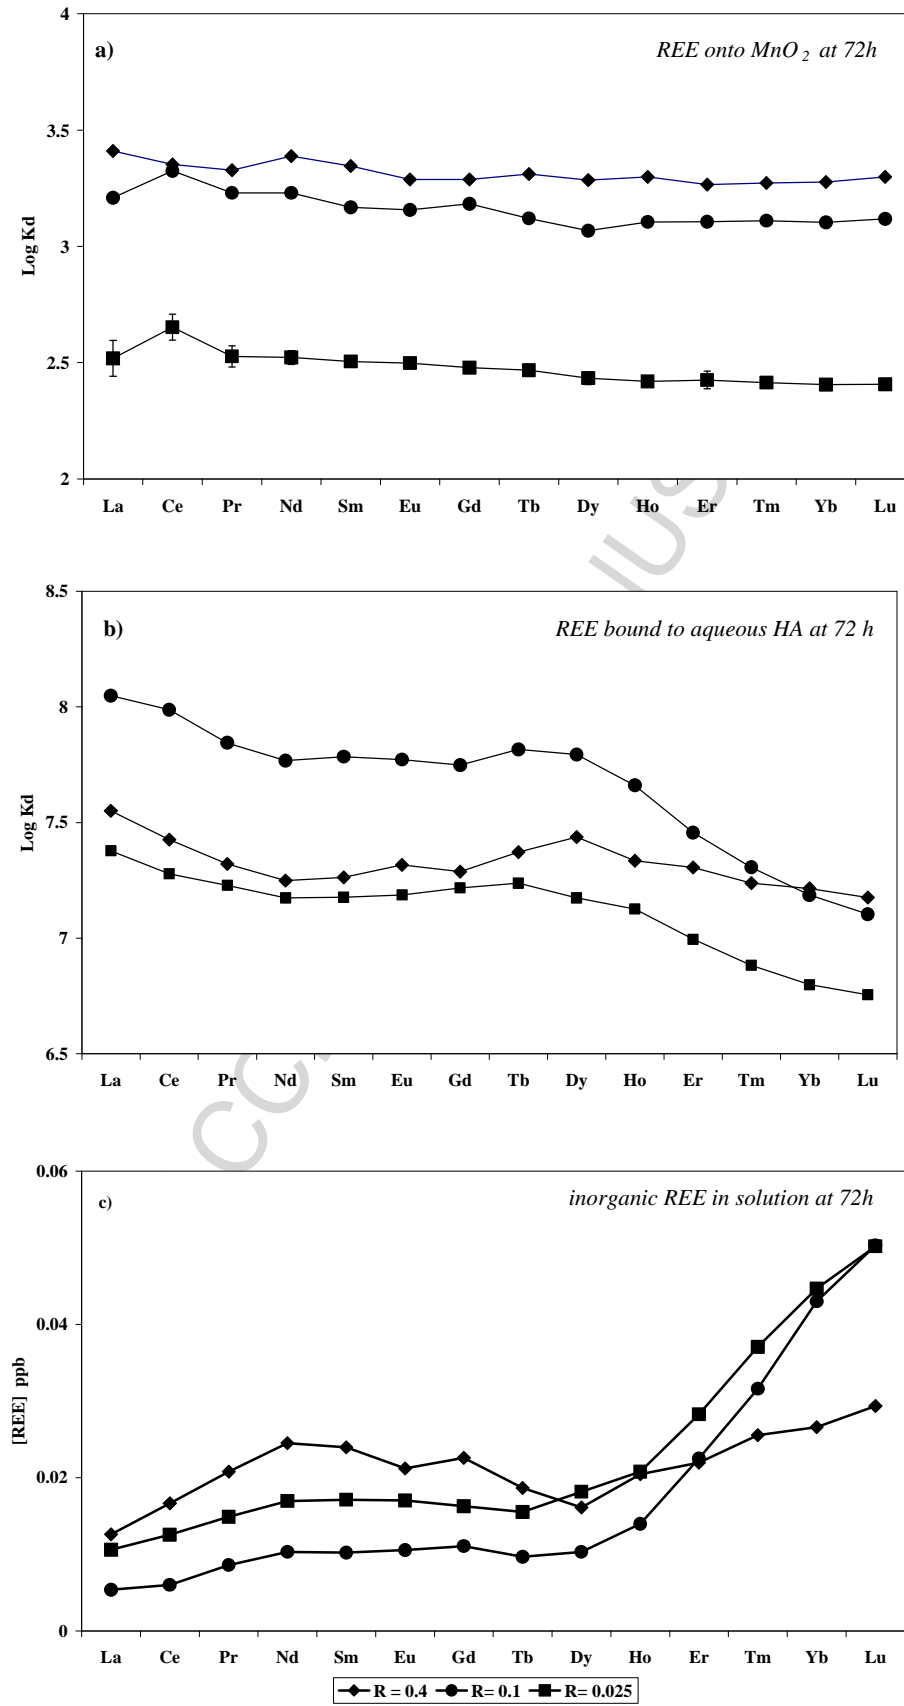 4
a)
REE onto MnO2 at 72h
3.5
3
2.5
2
Log Kd
La Ce Pr Nd Sm Eu Gd Tb Dy Ho Er Tm Yb Lu
8.5
b)
REE bound to aqueous HA at 72 h
8
7.5
7
6.5
Log Kd
La Ce Pr Nd Sm Eu Gd Tb Dy Ho Er Tm Yb Lu
0.06
c)
inorganic REE in solution at 72h
0.04
0.02
0
[REE] ppb
La Ce Pr Nd Sm Eu Gd Tb Dy Ho Er Tm Yb Lu
R = 0.4 R= 0.1 R= 0.025